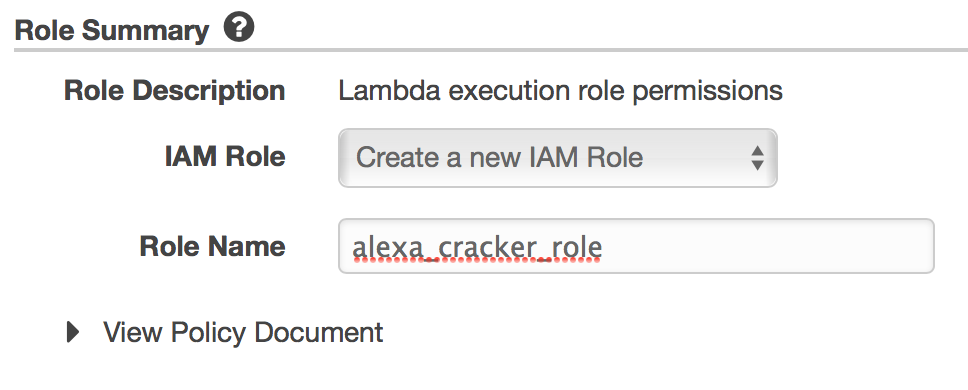 Role Summary ?
Role Description Lambda execution role permissions
IAM Role Create a new IAM Role
Role Name alexa_cracker_role
View Policy Document